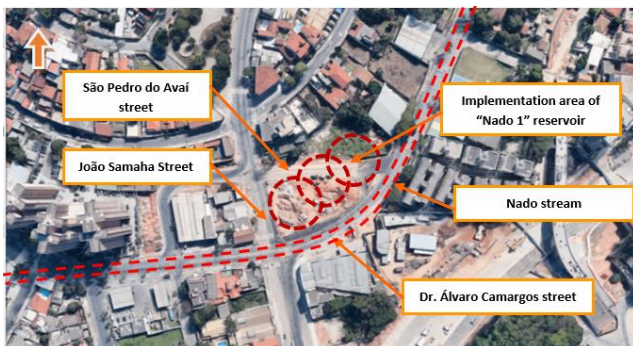 São Pedro do Avaí
street
Implementation area of
“Nado 1” reservoir
João Samaha Street
Nado stream
Dr. Álvaro Camargos street